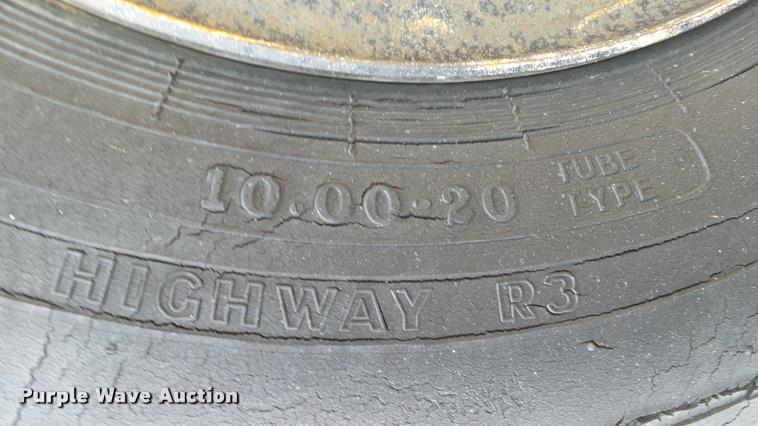 10.00-20 TUBE TYPE
HIGHWAY R3
Purple Wave Auction